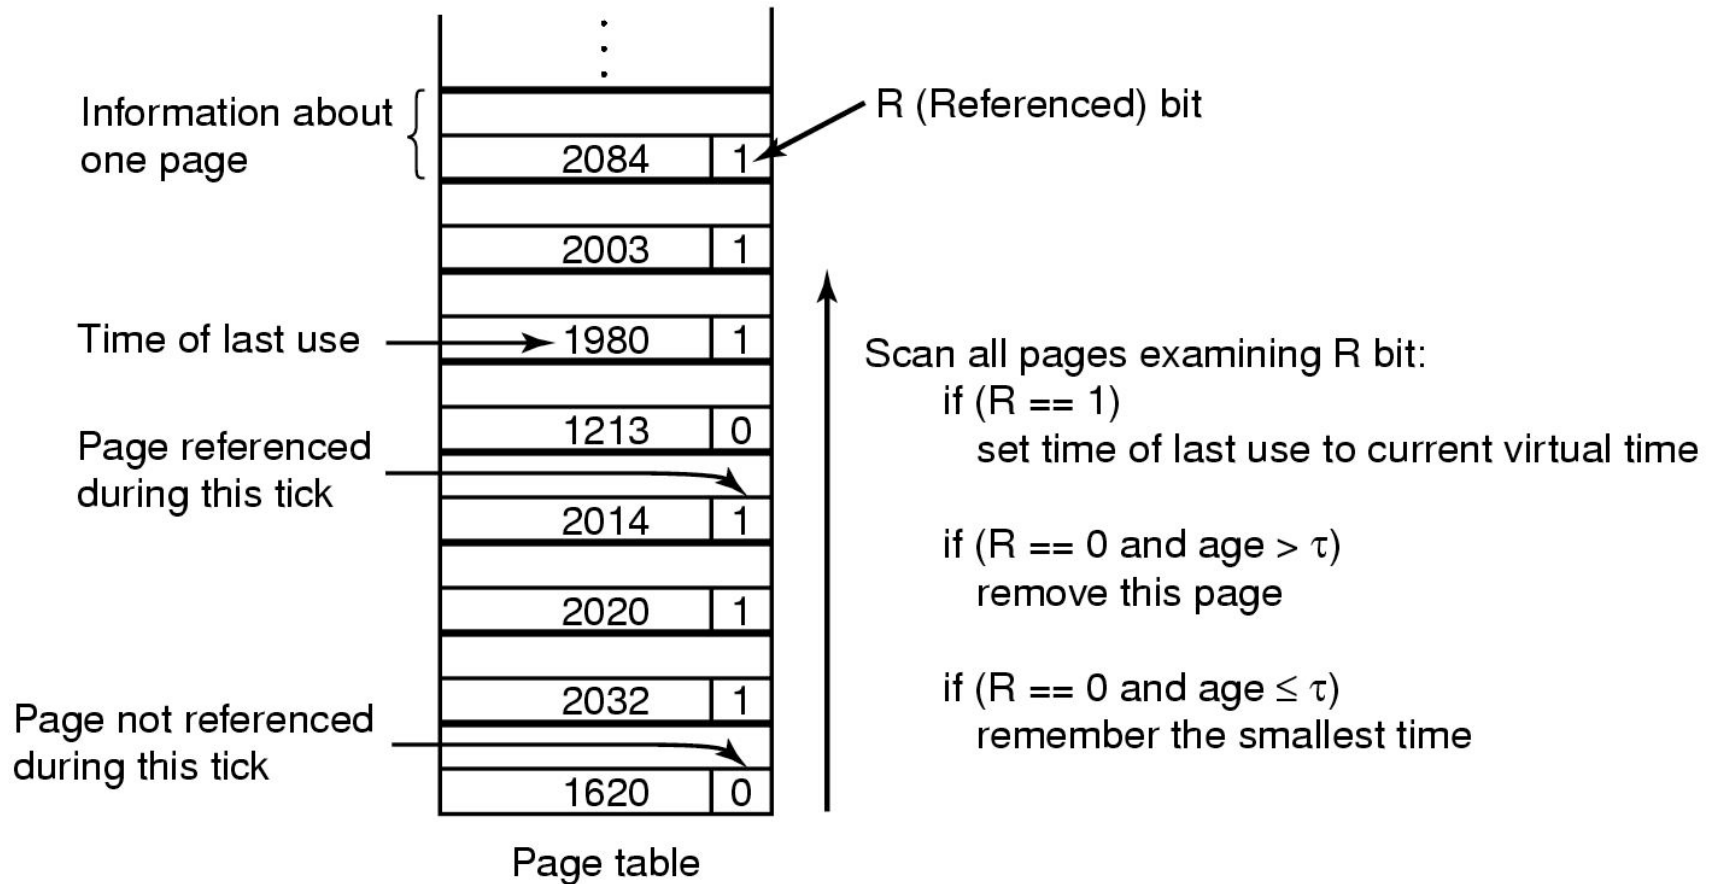 Information about
one page
R (Referenced) bit
2084 1
2003 1
Time of last use
1980 1
1213 0
Page referenced
during this tick
2014 1
2020 1
2032 1
Page not referenced
during this tick
1620 0
Page table
Scan all pages examining R bit:
if (R == 1)
set time of last use to current virtual time
if (R == 0 and age > τ)
remove this page
if (R == 0 and age ≤ τ)
remember the smallest time